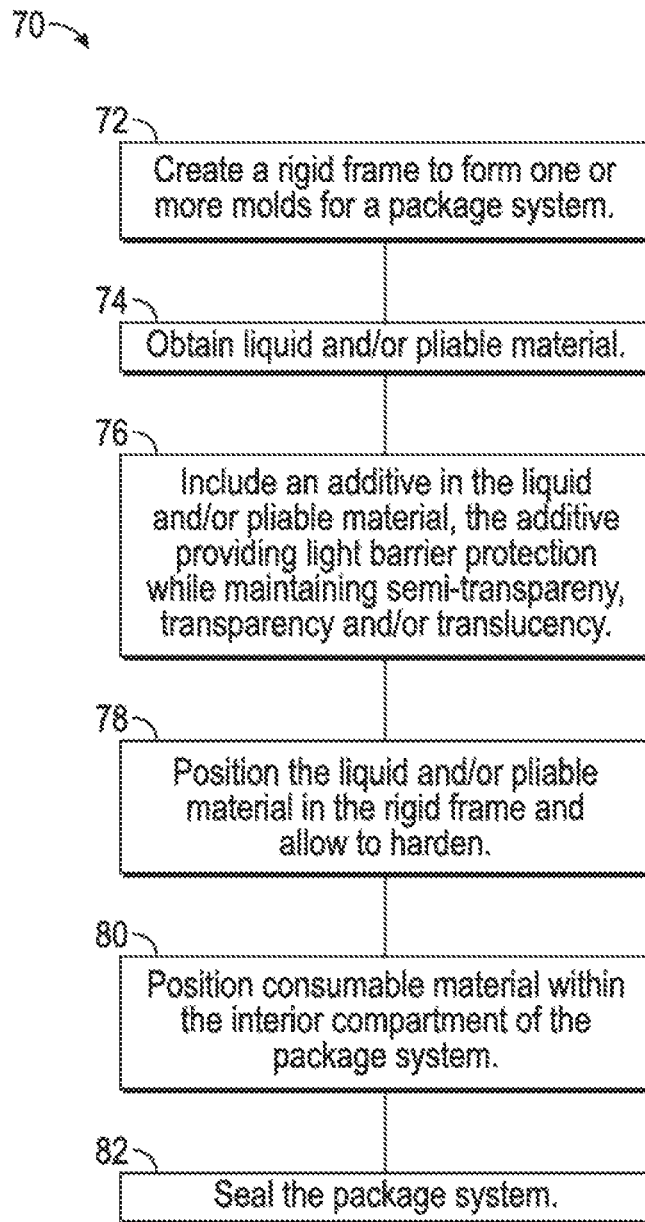 70
72
Create a rigid frame to form one or
more molds for a package system.
74
Obtain liquid and/or pliable material.
76
Include an additive in the liquid
and/or pliable material, the additive
providing light barrier protection
while maintaining semi-transpareny,
transparency and/or translucency.
78
Position the liquid and/or pliable
material in the rigid frame and
allow to harden.
80
Position consumable material within
the interior compartment of the
package system.
82
Seal the package system.